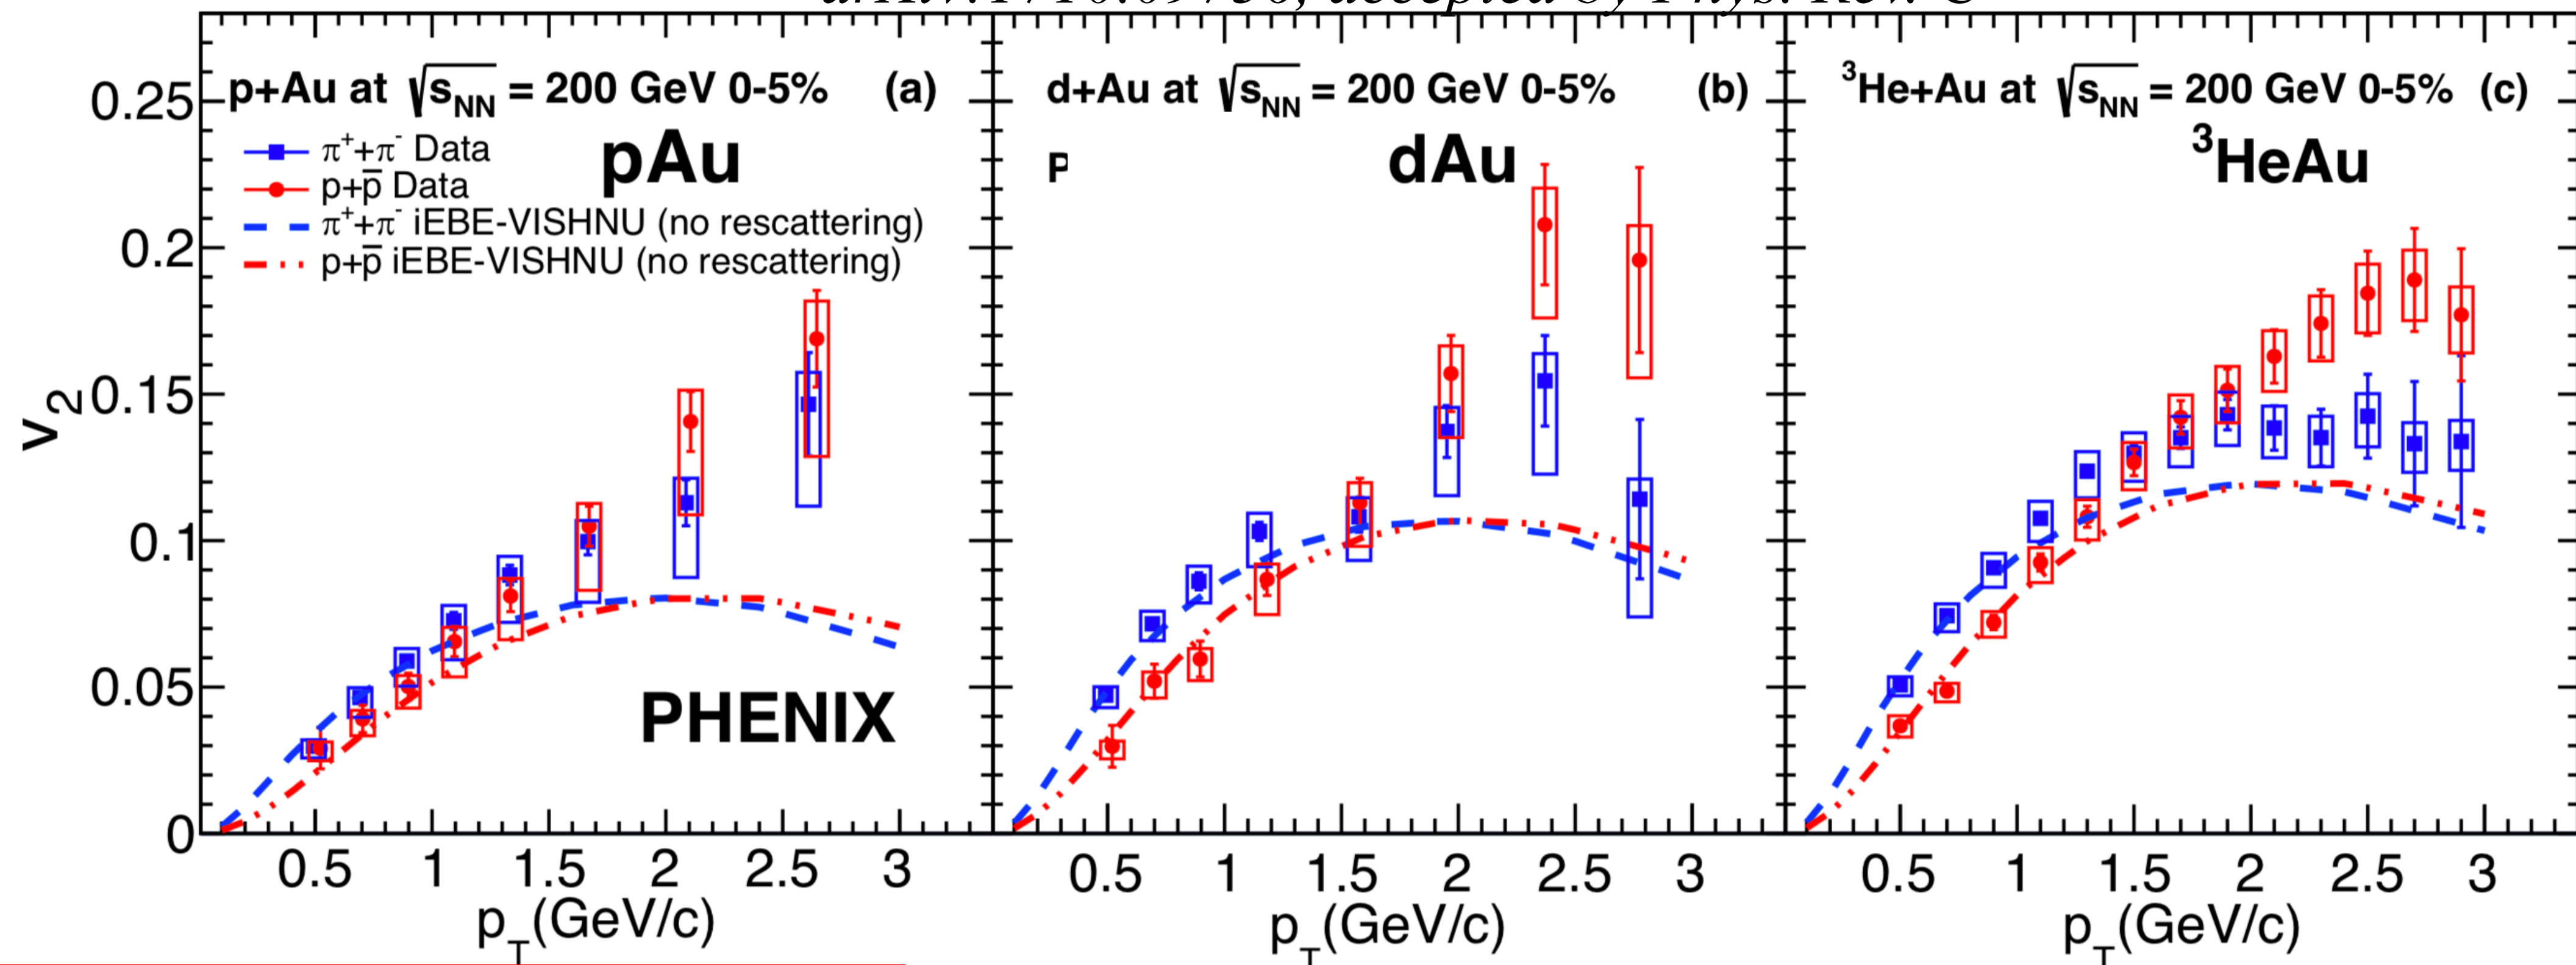 p+Au at √sNN = 200 GeV 0-5% (a)
π++π- Data
p+p̅ Data
π++π- iEBE-VISHNU (no rescattering)
p+p̅ iEBE-VISHNU (no rescattering)
pAu
PHENIX
d+Au at √sNN = 200 GeV 0-5% (b)
dAu
3He+Au at √sNN = 200 GeV 0-5% (c)
3HeAu
v2
0.25
0.2
0.15
0.1
0.05
0
0.5 1 1.5 2 2.5 3
0.5 1 1.5 2 2.5 3
0.5 1 1.5 2 2.5 3
pT(GeV/c)
pT(GeV/c)
pT(GeV/c)